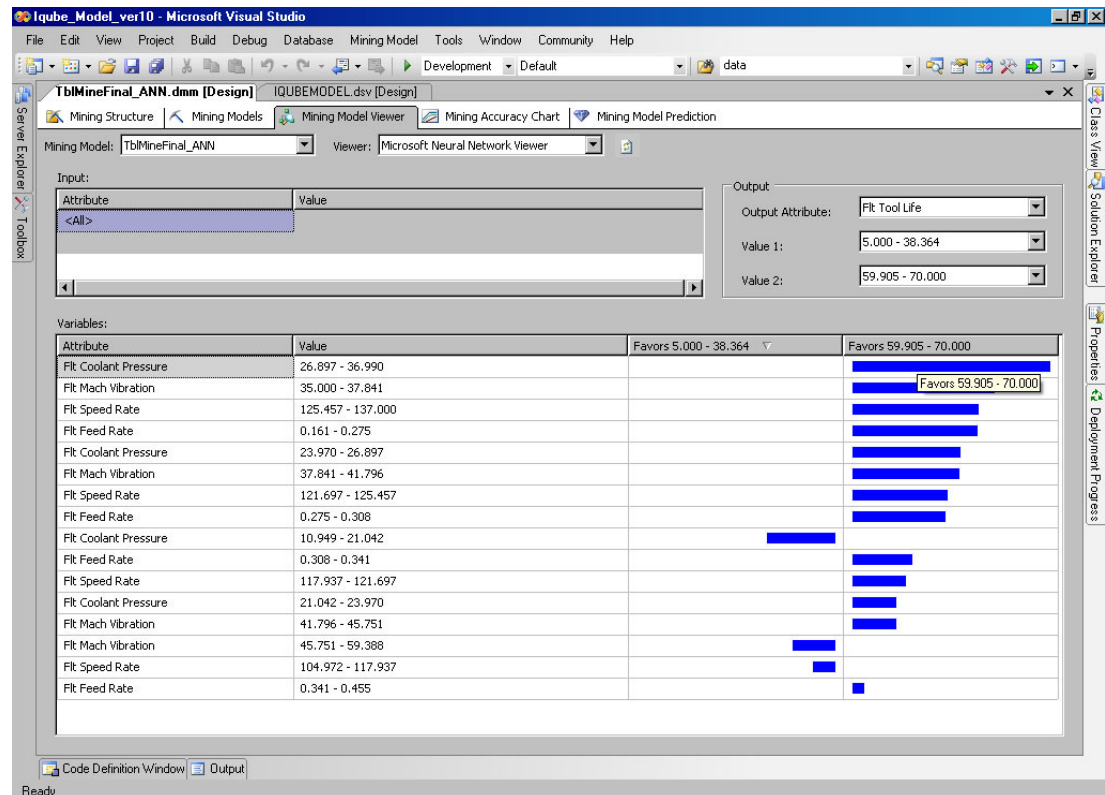 Iqube_Model_ver10 - Microsoft Visual Studio
File Edit View Project Build Debug Database Mining Model Tools Window Community Help
Development Default data
TblMineFinal_ANN.dmm [Design] IQUBEMODEL.dsv [Design]
Mining Structure Mining Models Mining Model Viewer Mining Accuracy Chart Mining Model Prediction
Mining Model: TblMineFinal_ANN Viewer: Microsoft Neural Network Viewer
Input:
Attribute Value
<All>
Output
Output Attribute: Flt Tool Life
Value 1: 5.000 - 38.364
Value 2: 59.905 - 70.000
Variables:
Attribute Value Favors 5.000 - 38.364 Favors 59.905 - 70.000
Flt Coolant Pressure 26.897 - 36.990
Favors 59.905 - 70.000
Flt Mach Vibration 35.000 - 37.841
Flt Speed Rate 125.457 - 137.000
Flt Feed Rate 0.161 - 0.275
Flt Coolant Pressure 23.970 - 26.897
Flt Mach Vibration 37.841 - 41.796
Flt Speed Rate 121.697 - 125.457
Flt Feed Rate 0.275 - 0.308
Flt Coolant Pressure 10.949 - 21.042
Flt Feed Rate 0.308 - 0.341
Flt Speed Rate 117.937 - 121.697
Flt Coolant Pressure 21.042 - 23.970
Flt Mach Vibration 41.796 - 45.751
Flt Mach Vibration 45.751 - 59.388
Flt Speed Rate 104.972 - 117.937
Flt Feed Rate 0.341 - 0.455
Code Definition Window Output
Ready
Server Explorer
Toolbox
Class View
Solution Explorer
Properties
Deployment Progress